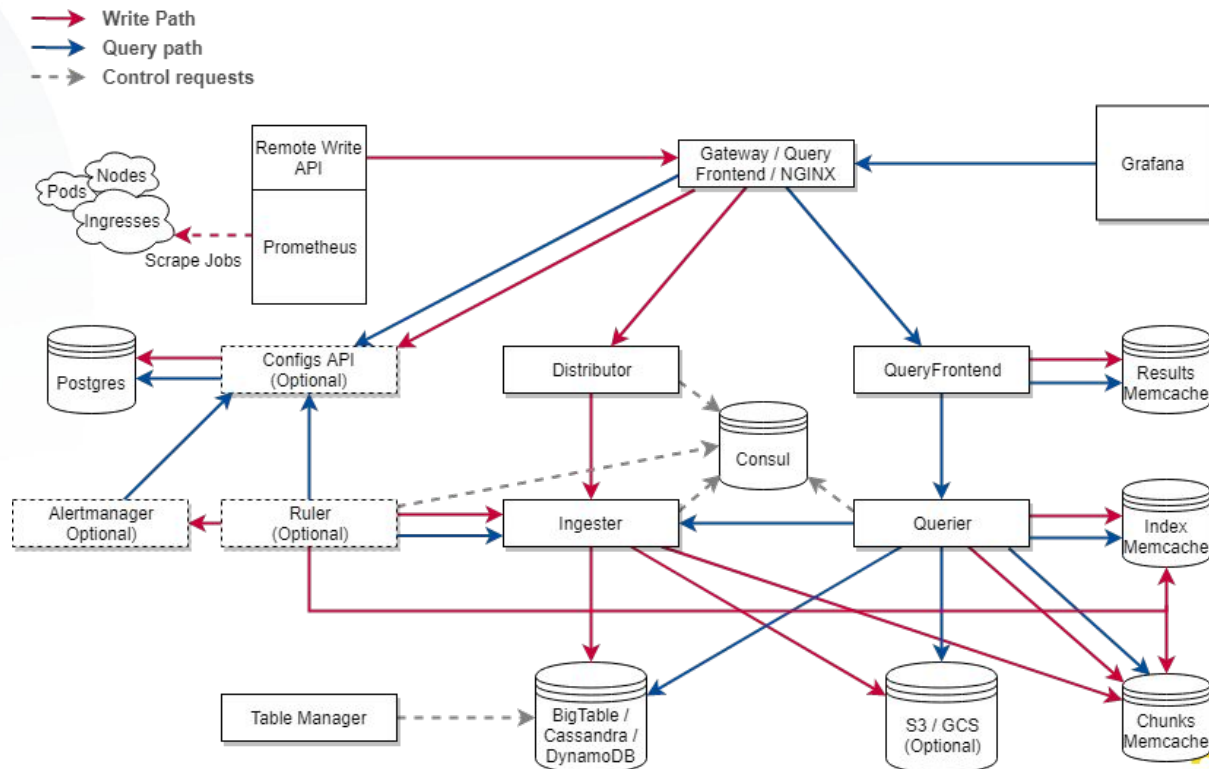 Write Path
Query path
Control requests
Remote Write
API
Gateway / Query
Frontend / NGINX
Grafana
Nodes
Pods
Ingresses
Prometheus
Scrape Jobs
Postgres
Configs API
(Optional)
Distributor
QueryFrontend
Results
Memcache
Consul
Alertmanager
Optional)
Ruler
(Optional)
Ingester
Querier
Index
Memcache
Table Manager
BigTable /
Cassandra /
DynamoDB
S3 / GCS
(Optional)
Chunks
Memcache